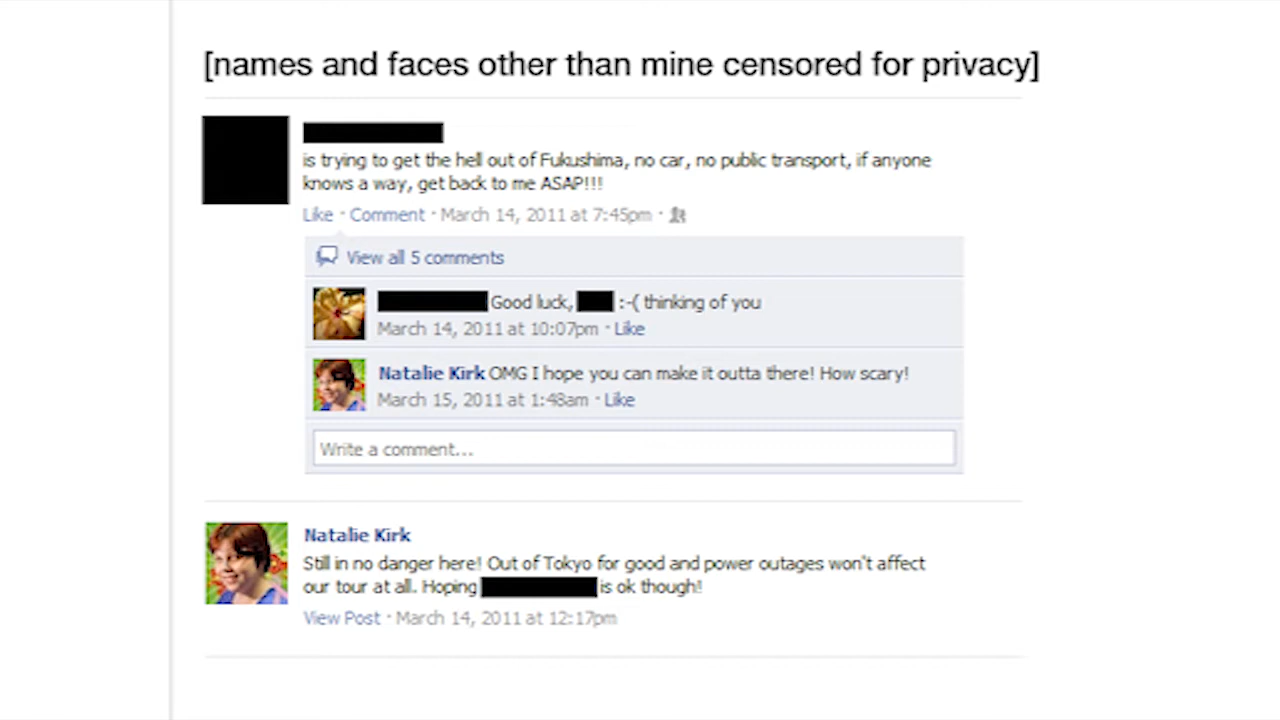 [names and faces other than mine censored for privacy]
is trying to get the hell out of Fukushima, no car, no public transport, if anyone
knows a way, get back to me ASAP!!!
Like · Comment · March 14, 2011 at 7:45pm ·
View all 5 comments
Good luck, :-( thinking of you
March 14, 2011 at 10:07pm · Like
Natalie Kirk OMG I hope you can make it outta there! How scary!
March 15, 2011 at 1:48am · Like
Write a comment...
Natalie Kirk
Still in no danger here! Out of Tokyo for good and power outages won't affect
our tour at all. Hoping is ok though!
View Post · March 14, 2011 at 12:17pm